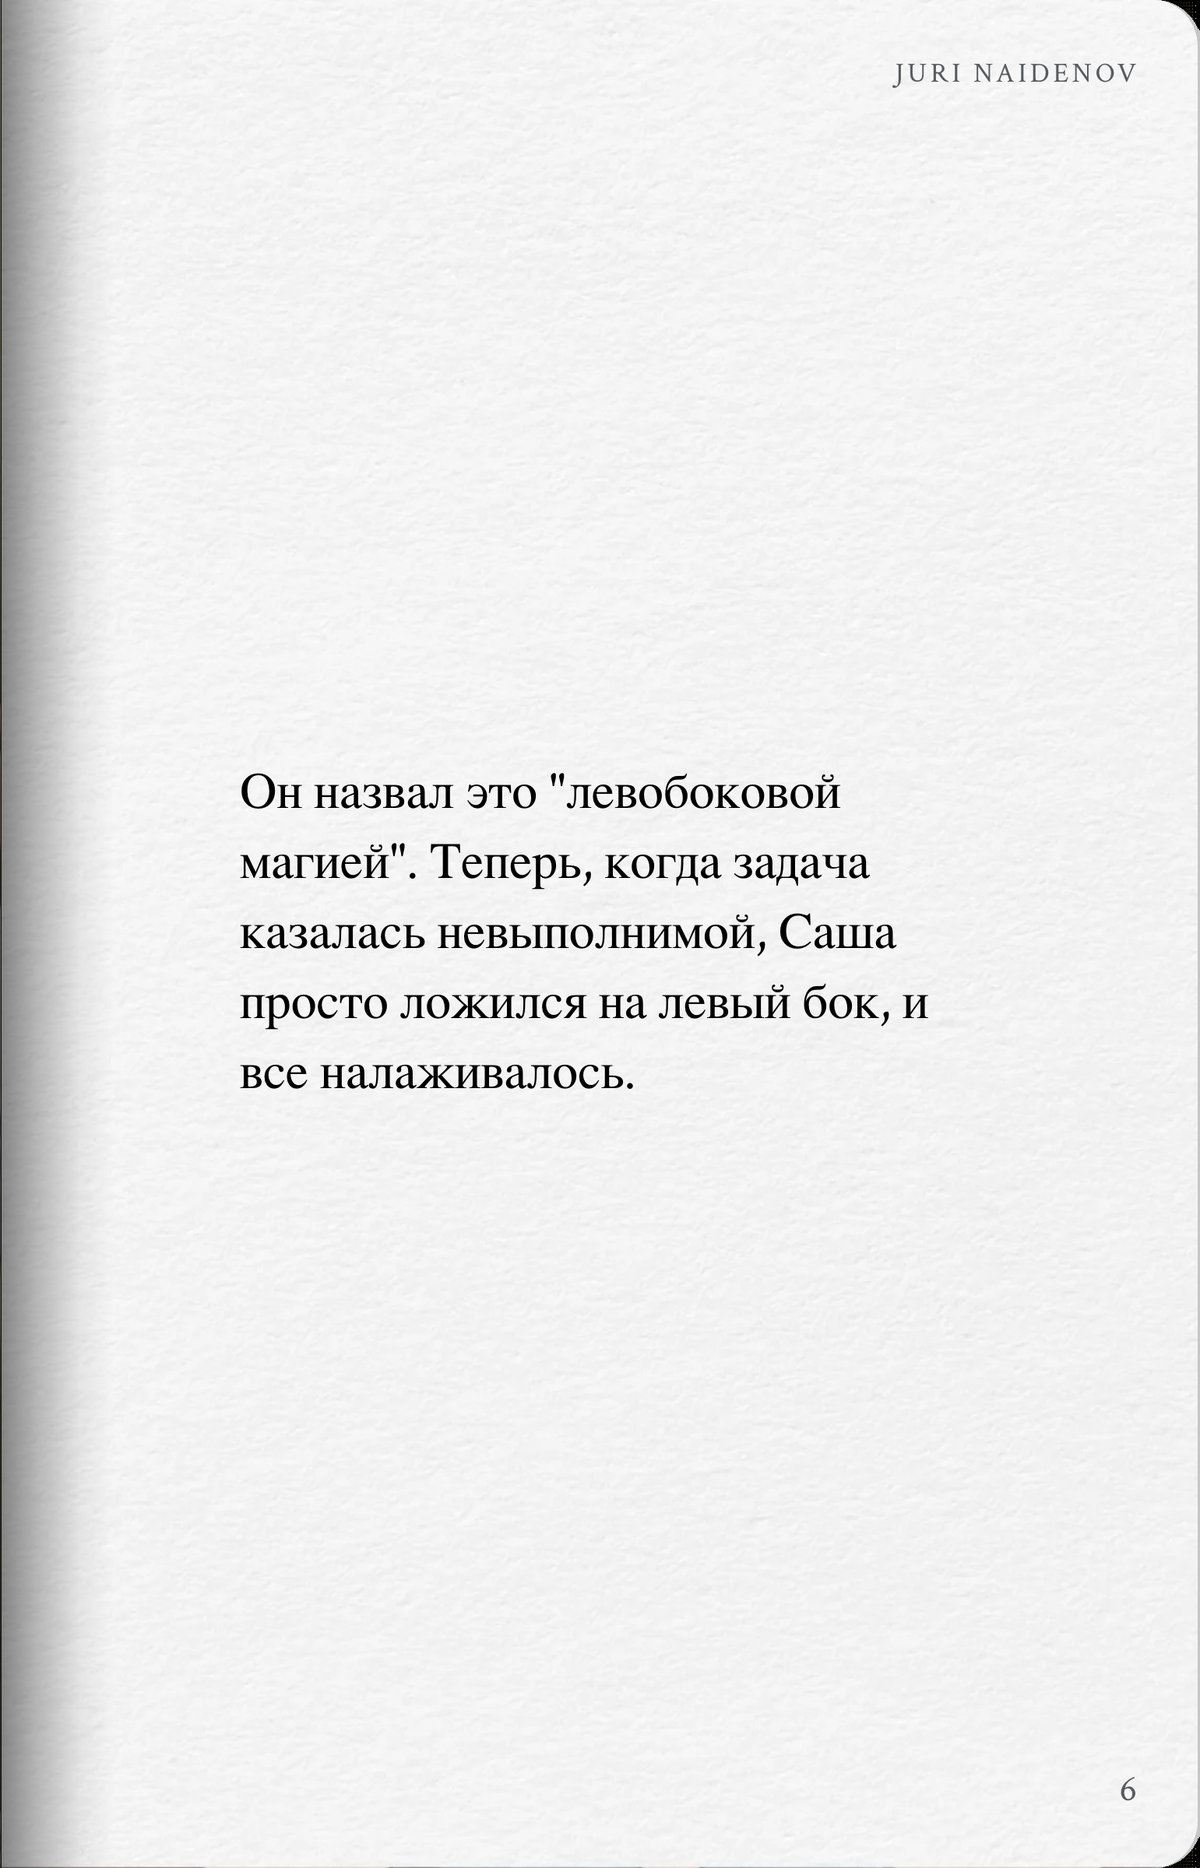 JURI NAIDENOV
Он назвал это "левобоковой
магией". Теперь, когда задача
казалась невыполнимой, Саша
просто ложился на левый бок, и
все налаживалось.
6